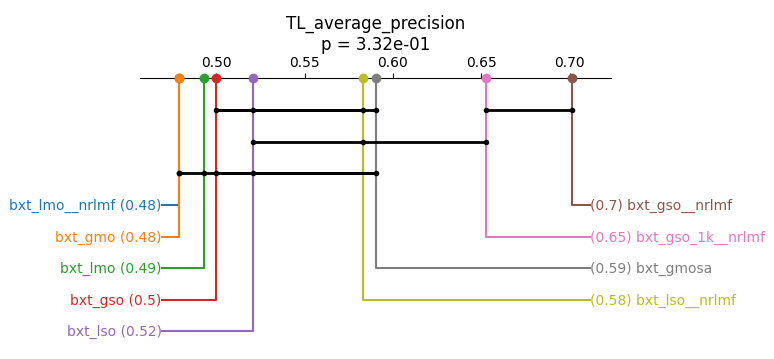 TL_average_precision
p = 3.32e-01
0.50 0.55 0.60 0.65 0.70
bxt_lmo__nrlmf (0.48) (0.7) bxt_gso__nrlmf
bxt_gmo (0.48) (0.65) bxt_gso_1k__nrlmf
bxt_lmo (0.49) (0.59) bxt_gmosa
bxt_gso (0.5) (0.58) bxt_lso__nrlmf
bxt_lso (0.52)